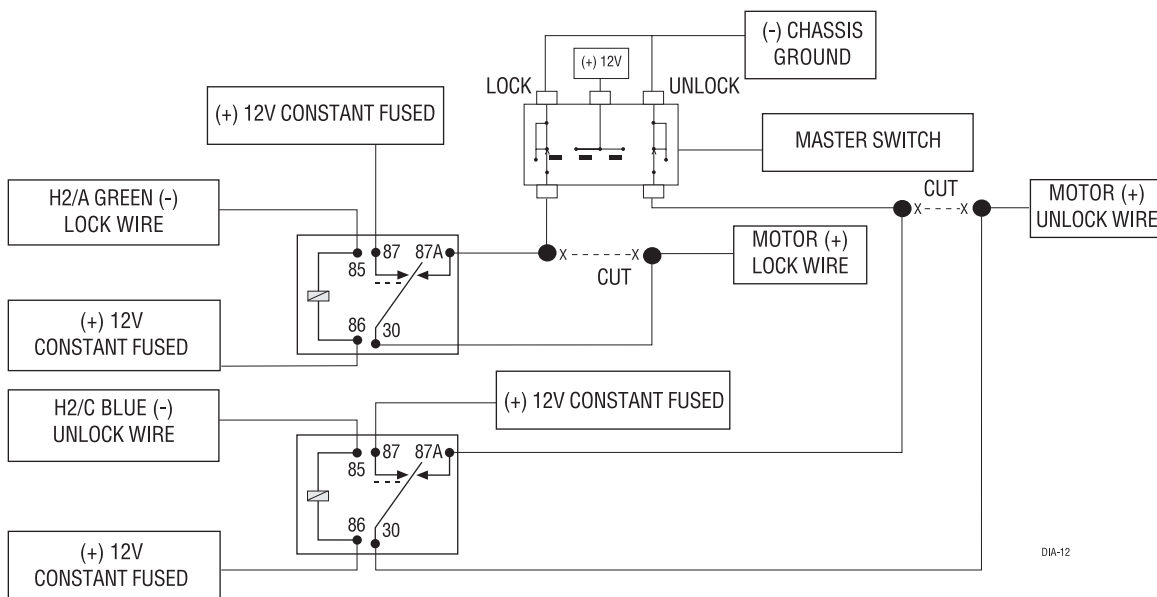 (-) CHASSIS
GROUND
(+) 12V
LOCK
UNLOCK
(+) 12V CONSTANT FUSED
MASTER SWITCH
H2/A GREEN (-)
LOCK WIRE
CUT
MOTOR (+)
UNLOCK WIRE
X
X
87
87A
85
X
X
CUT
MOTOR (+)
LOCK WIRE
(+) 12V
CONSTANT FUSED
86
30
H2/C BLUE (-)
UNLOCK WIRE
(+) 12V CONSTANT FUSED
87
87A
85
86
30
(+) 12V
CONSTANT FUSED
DIA-12